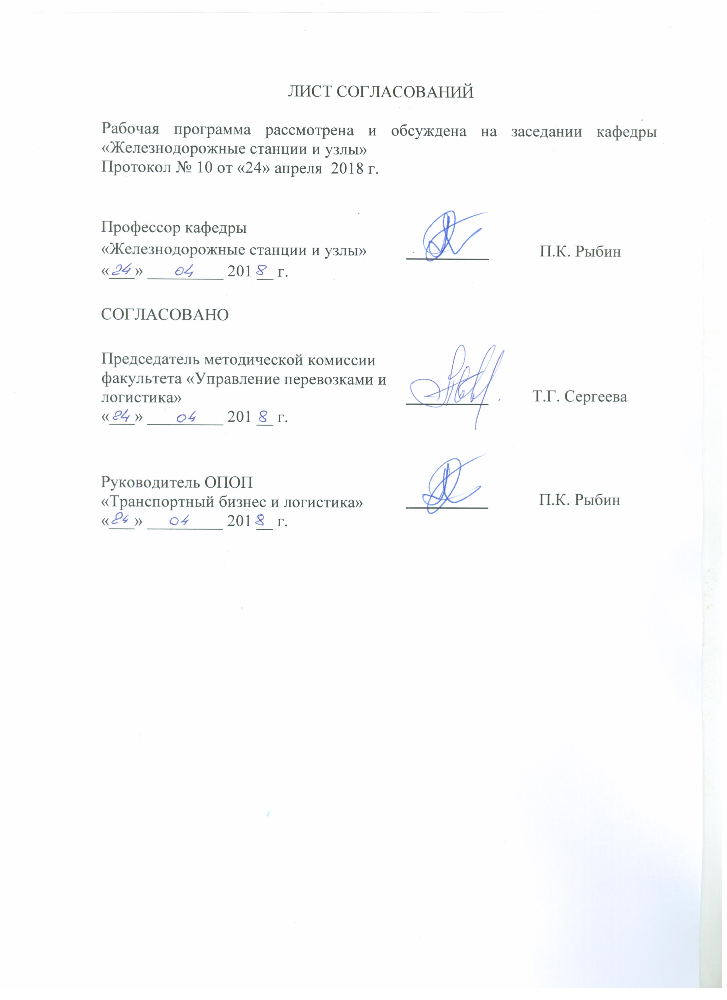 ЛИСТ СОГЛАСОВАНИЙ
Рабочая программа рассмотрена и обсуждена на заседании кафедры
«Железнодорожные станции и узлы»
Протокол № 10 от «24» апреля 2018 г.
Профессор кафедры
«Железнодорожные станции и узлы» П.К. Рыбин
«24» 04 2018 г.
СОГЛАСОВАНО
Председатель методической комиссии
факультета «Управление перевозками и
логистика» Т.Г. Сергеева
«24» 04 2018 г.
Руководитель ОПОП
«Транспортный бизнес и логистика» П.К. Рыбин
«24» 04 2018 г.